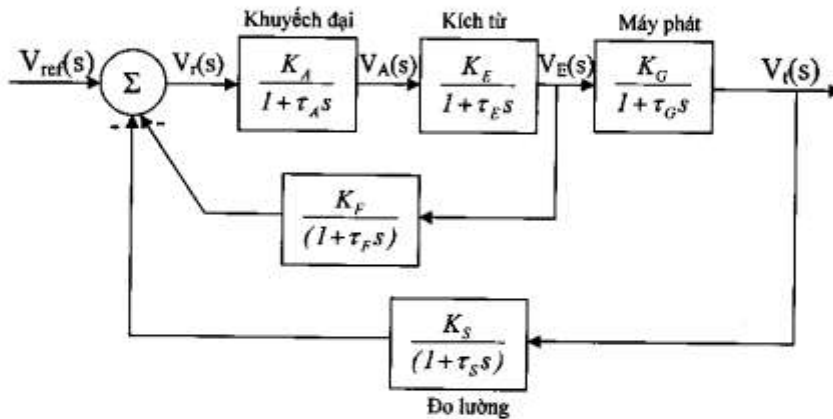 Khuyếch đại
Kích từ
Máy phát
V_ref(s)
Σ
V_r(s)
K_A
1 + τ_A s
V_A(s)
K_E
1 + τ_E s
V_E(s)
K_G
1 + τ_G s
V_t(s)
- -
K_F
(1 + τ_F s)
K_S
(1 + τ_S s)
Đo lường